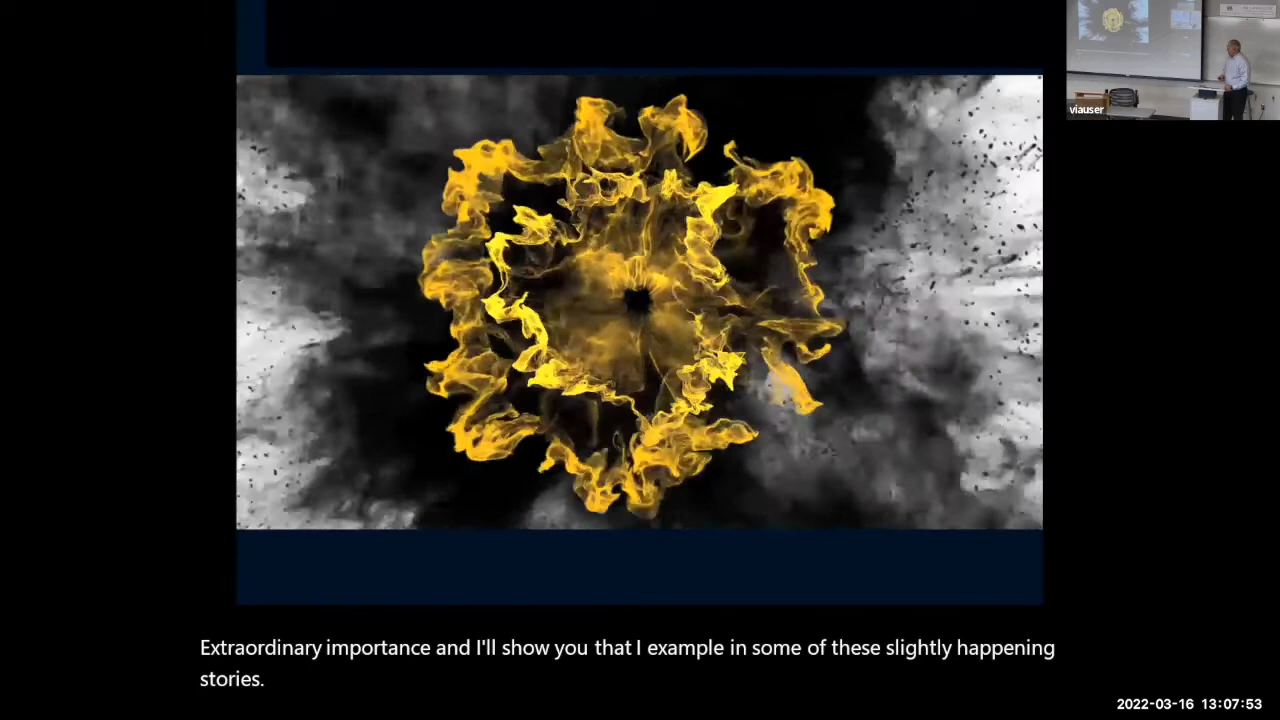 viauser
Extraordinary importance and I'll show you that I example in some of these slightly happening
stories.
2022-03-16 13:07:53